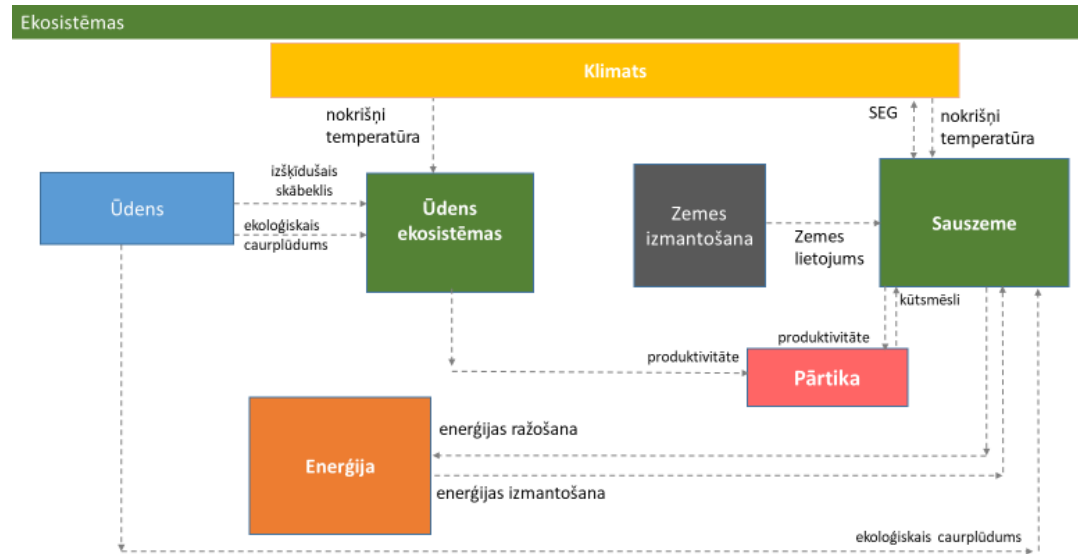 Ekosistēmas
Klimats
nokrišņi
temperatūra
SEG
nokrišņi
temperatūra
Ūdens
izšķīdušais
skābeklis
ekoloģiskais
caurplūdums
Ūdens
ekosistēmas
Zemes
izmantošana
Zemes
lietojums
Sauszeme
kūtsmēsli
produktivitāte
produktivitāte
Pārtika
Enerģija
enerģijas ražošana
enerģijas izmantošana
ekoloģiskais caurplūdums